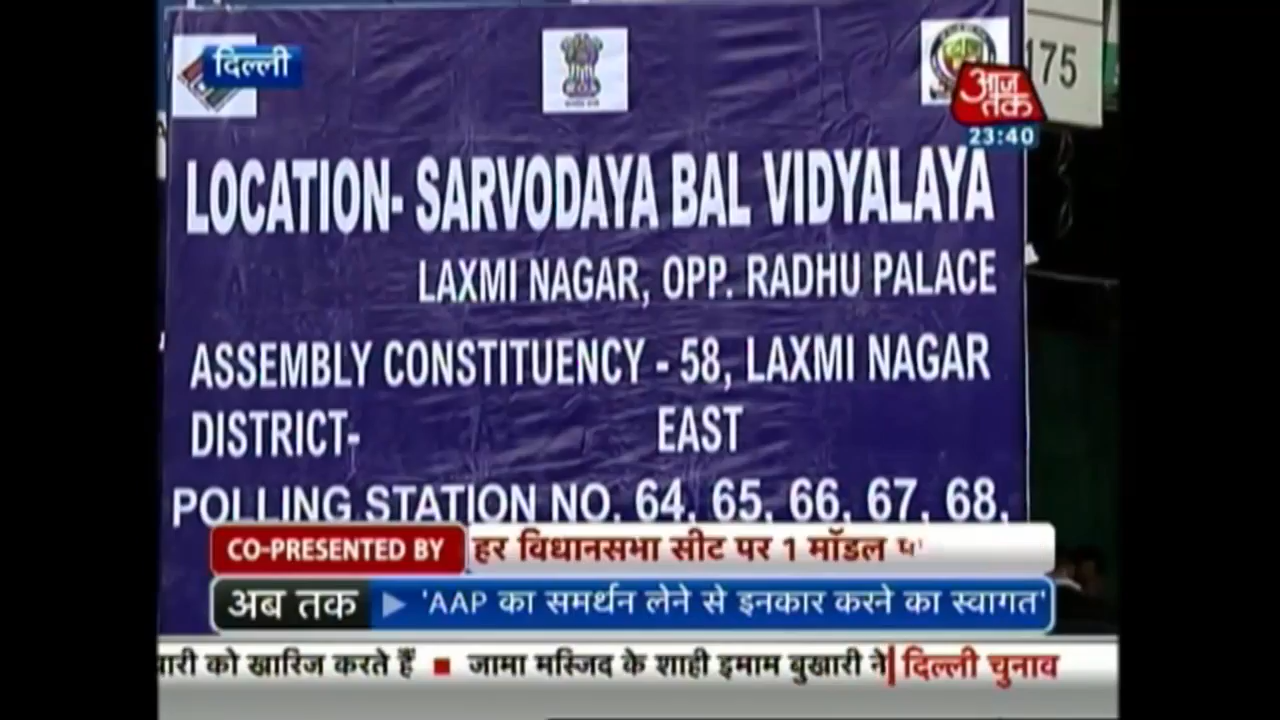 दिल्ली
175
आज
तक
23:40
LOCATION- SARVODAYA BAL VIDYALAYA
LAXMI NAGAR, OPP. RADHU PALACE
ASSEMBLY CONSTITUENCY - 58, LAXMI NAGAR
DISTRICT- EAST
POLLING STATION NO. 64, 65, 66, 67, 68,
CO-PRESENTED BY हर विधानसभा सीट पर 1 मॉडल
अब तक 'AAP का समर्थन लेने से इनकार करने का स्वागत'
को खारिज करते हैं ■ जामा मस्जिद के शाही इमाम बुखारी ने दिल्ली चुनाव